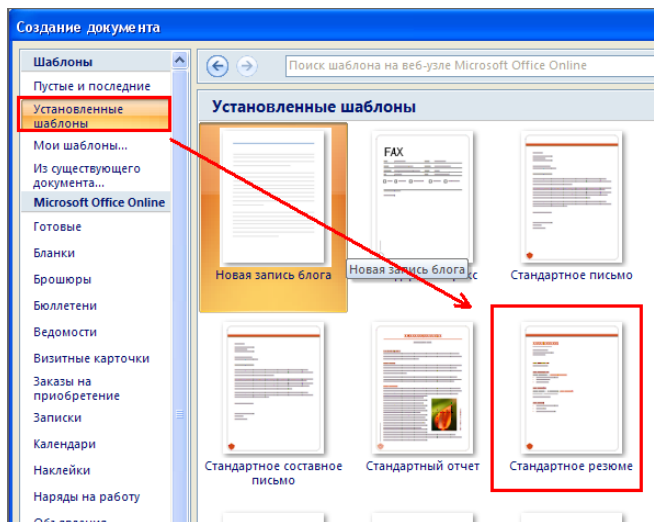 Создание документа
Шаблоны
Пустые и последние
Установленные
шаблоны
Мои шаблоны...
Из существующего
документа...
Microsoft Office Online
Готовые
Бланки
Брошюры
Бюллетени
Ведомости
Визитные карточки
Заказы на
приобретение
Записки
Календари
Наклейки
Наряды на работу
Поиск шаблона на веб-узле Microsoft Office Online
Установленные шаблоны
FAX
Новая запись блога
Новая запись блога
Стандартное письмо
Стандартное составное
письмо
Стандартный отчет
Стандартное резюме